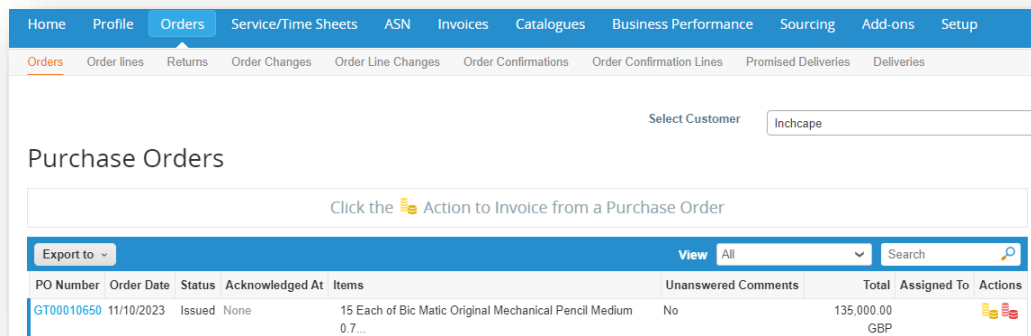 Home Profile Orders Service/Time Sheets ASN Invoices Catalogues Business Performance Sourcing Add-ons Setup
Orders Order lines Returns Order Changes Order Line Changes Order Confirmations Order Confirmation Lines Promised Deliveries Deliveries
Select Customer Inchcape
Purchase Orders
Click the Action to Invoice from a Purchase Order
Export to View All Search
PO Number Order Date Status Acknowledged At Items Unanswered Comments Total Assigned To Actions
GT00010650 11/10/2023 Issued None 15 Each of Bic Matic Original Mechanical Pencil Medium No 135,000.00
0.7... GBP